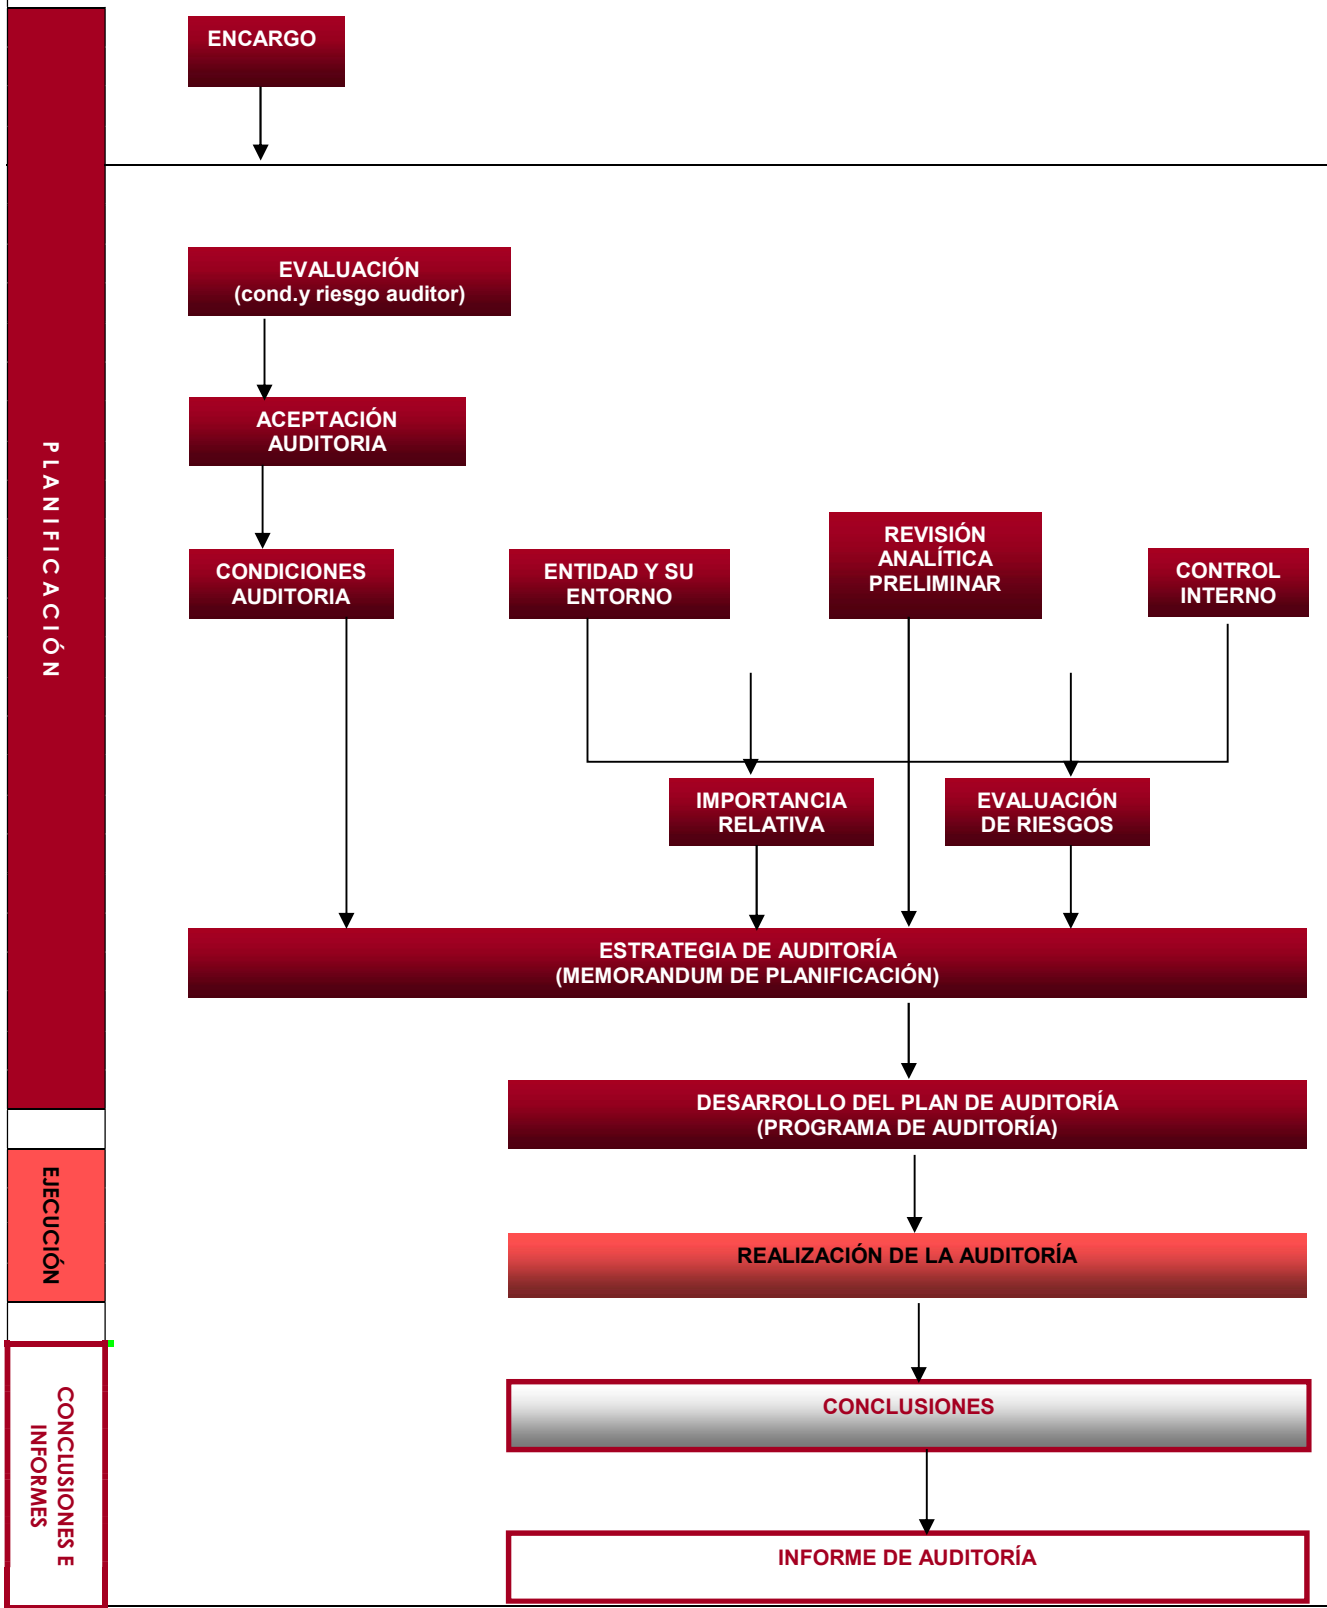 ENCARGO
PLANIFICACIÓN
EVALUACIÓN
(cond.y riesgo auditor)
ACEPTACIÓN
AUDITORIA
CONDICIONES
AUDITORIA
ENTIDAD Y SU
ENTORNO
REVISIÓN
ANALÍTICA
PRELIMINAR
CONTROL
INTERNO
IMPORTANCIA
RELATIVA
EVALUACIÓN
DE RIESGOS
ESTRATEGIA DE AUDITORÍA
(MEMORANDUM DE PLANIFICACIÓN)
DESARROLLO DEL PLAN DE AUDITORÍA
(PROGRAMA DE AUDITORÍA)
EJECUCIÓN
REALIZACIÓN DE LA AUDITORÍA
CONCLUSIONES E
INFORMES
CONCLUSIONES
INFORME DE AUDITORÍA